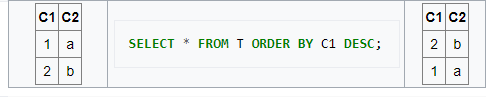 C1 C2
1 a
2 b
SELECT * FROM T ORDER BY C1 DESC;
C1 C2
2 b
1 a